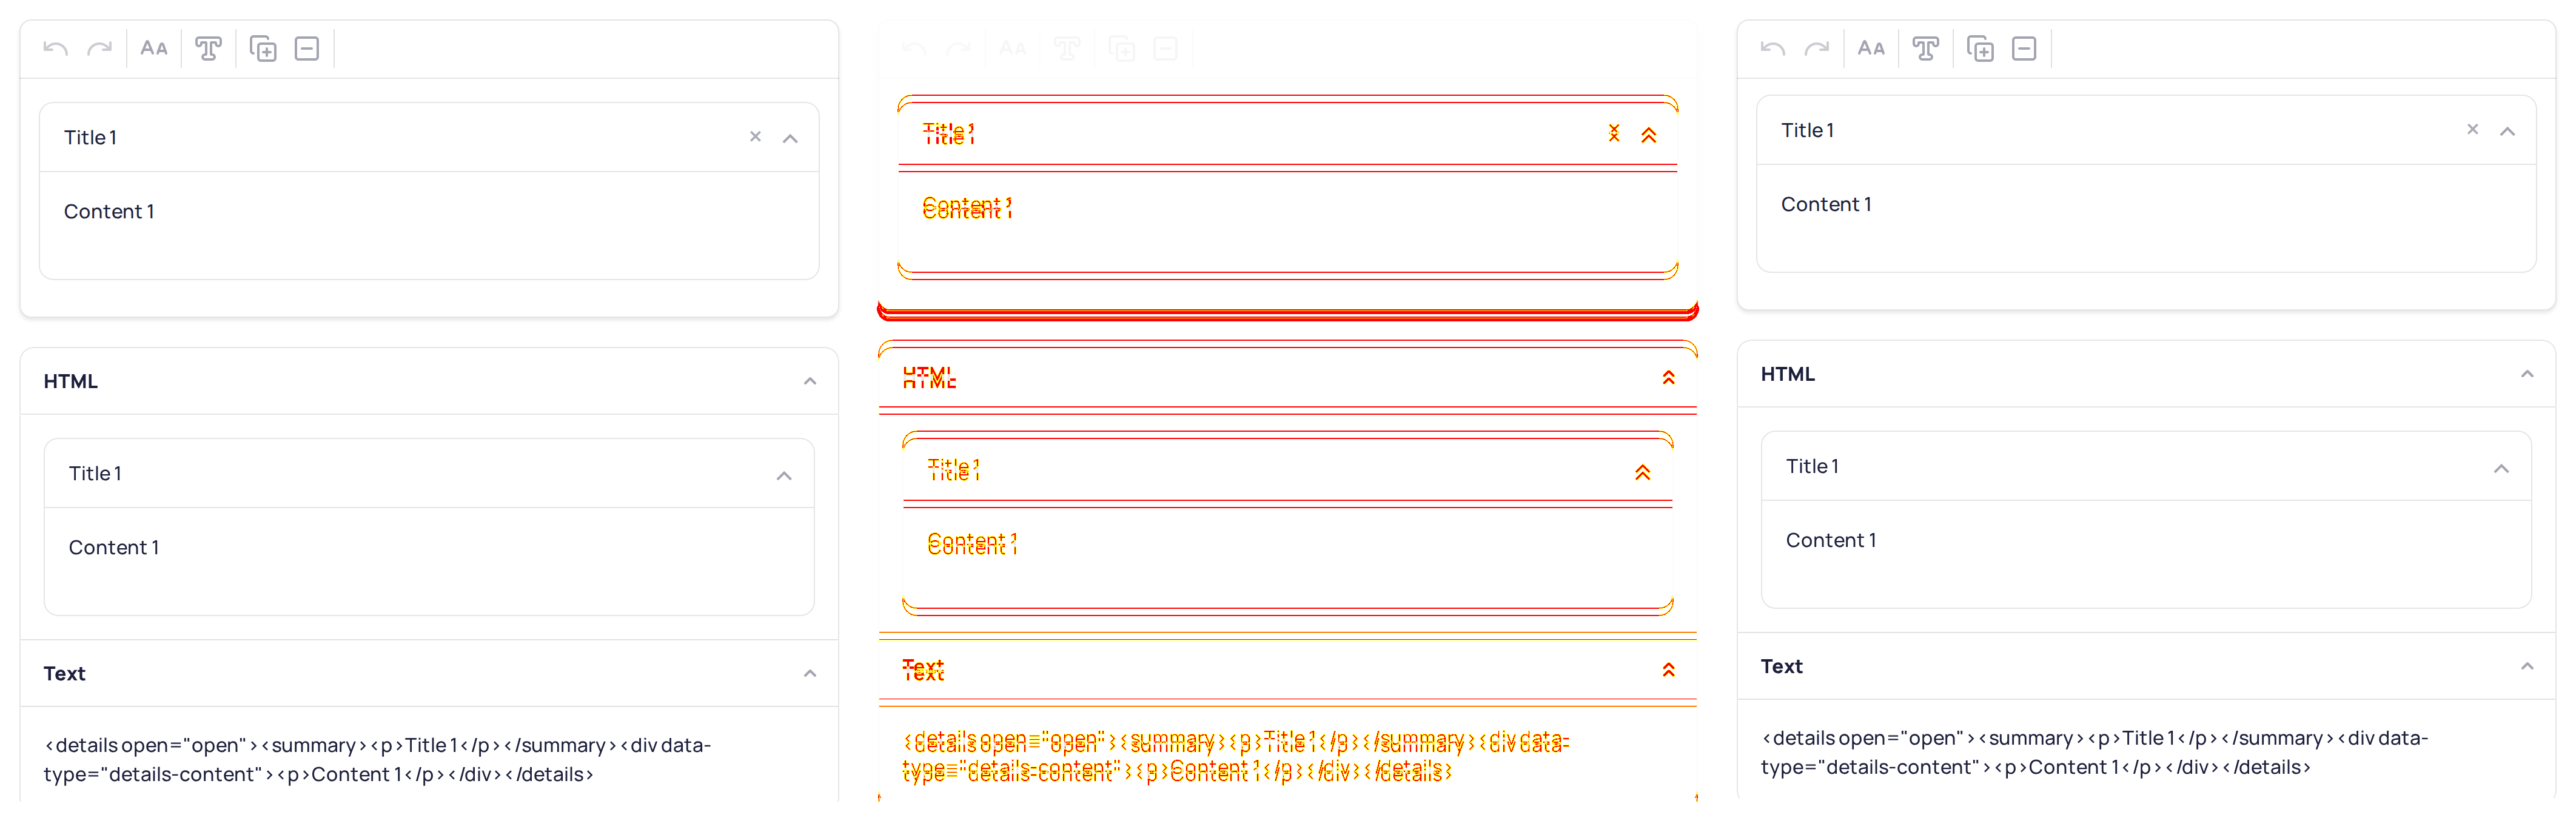 AA
Title 1
Content 1
HTML
Title 1
Content 1
Text
<details open="open"><summary><p>Title 1</p></summary><div data-
type="details-content"><p>Content 1</p></div></details>
AA
Title 1
Content 1
HTML
Title 1
Content 1
Text
<details open="open"><summary><p>Title 1</p></summary><div data-
type="details-content"><p>Content 1</p></div></details>
AA
Title 1
Content 1
HTML
Title 1
Content 1
Text
<details open="open"><summary><p>Title 1</p></summary><div data-
type="details-content"><p>Content 1</p></div></details>